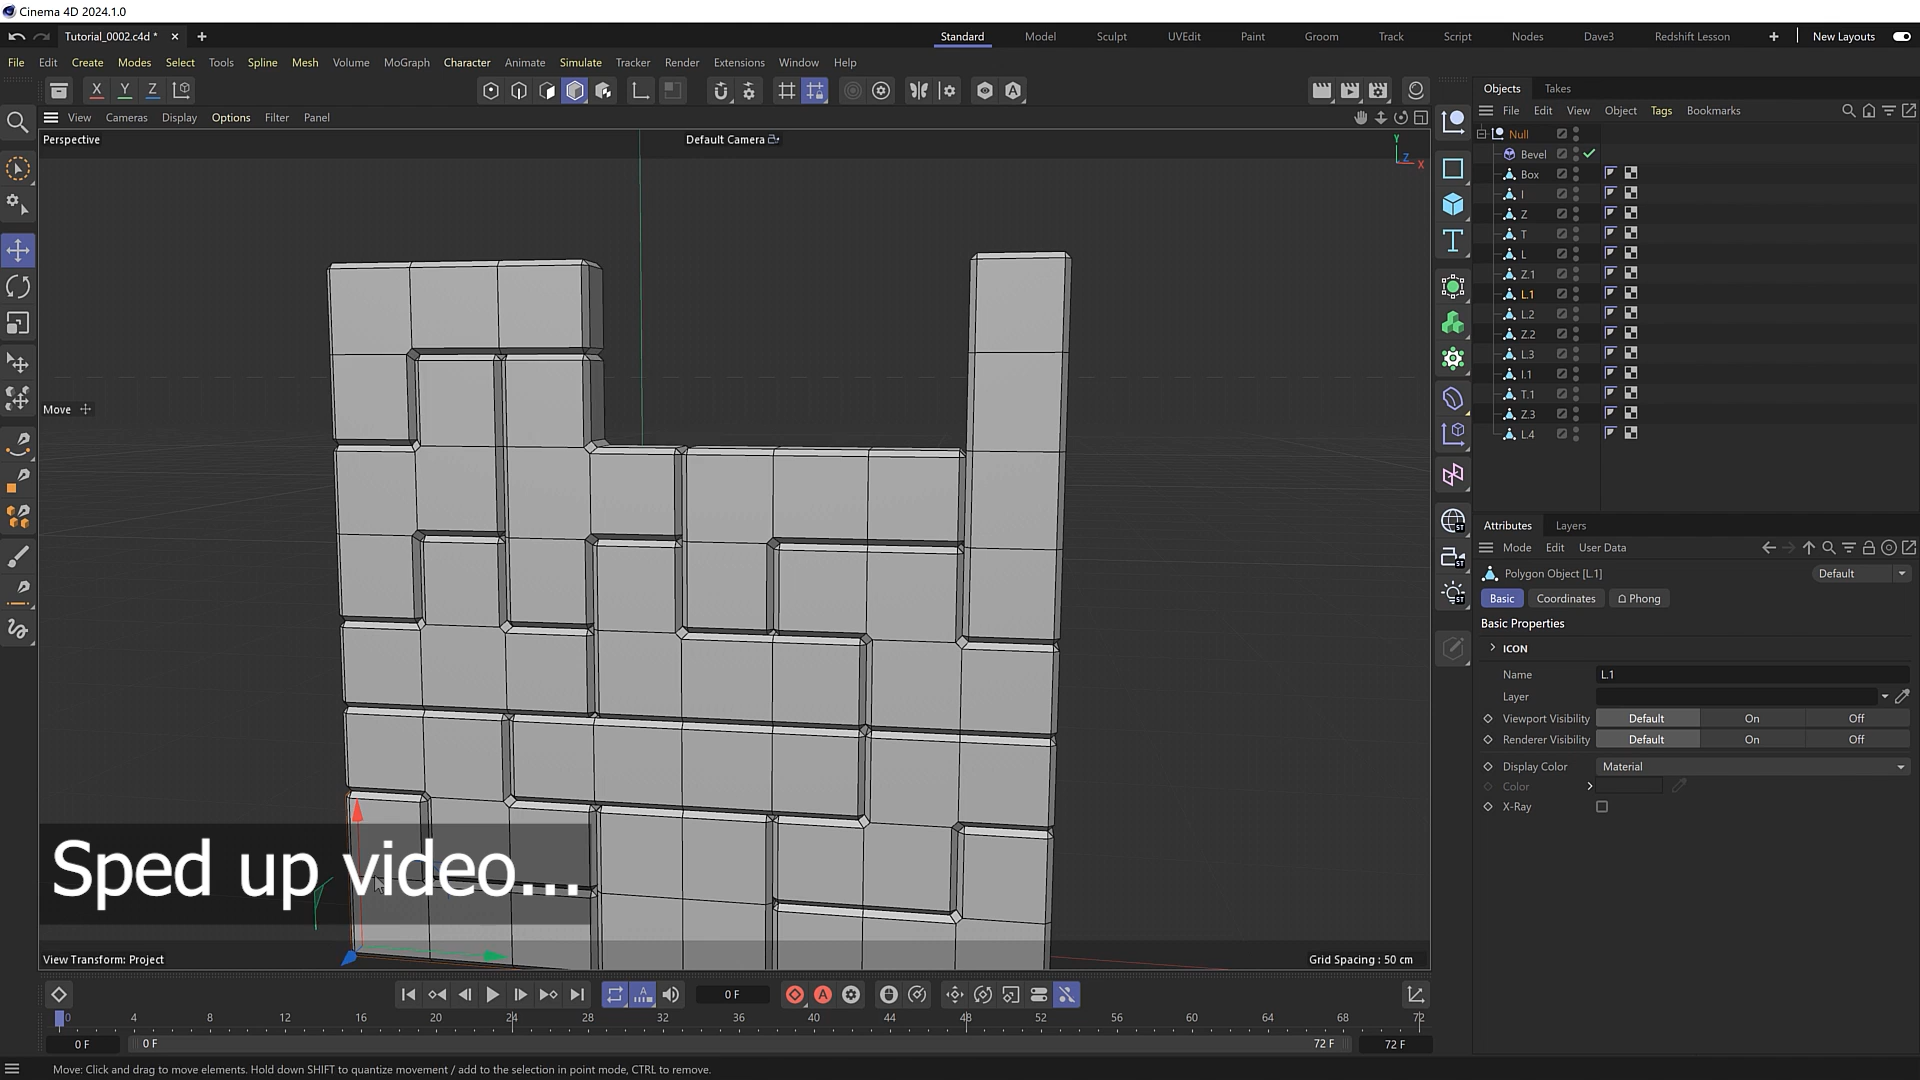 Cinema 4D 2024.1.0
Tutorial_0002.c4d *
Standard Model Sculpt UVEdit Paint Groom Track Script Nodes Dave3 Redshift Lesson New Layouts
File Edit Create Modes Select Tools Spline Mesh Volume MoGraph Character Animate Simulate Tracker Render Extensions Window Help
X Y Z
Objects Takes
View Cameras Display Options Filter Panel
File Edit View Object Tags Bookmarks
Perspective
Default Camera
Y
Z
X
Null
Bevel
Box
I
Z
T
L
Z.1
L.1
L.2
Z.2
L.3
I.1
T.1
Z.3
L.4
Move
Attributes Layers
Mode Edit User Data
Polygon Object [L.1]
Default
Basic Coordinates Phong
Basic Properties
ICON
Name L.1
Layer
Viewport Visibility Default On Off
Renderer Visibility Default On Off
Display Color Material
Color
X-Ray
Sped up video...
View Transform: Project
Grid Spacing : 50 cm
0 F
0 4 8 12 16 20 24 28 32 36 40 44 48 52 56 60 64 68 72
0 F 0 F 72 F 72 F
Move: Click and drag to move elements. Hold down SHIFT to quantize movement / add to the selection in point mode, CTRL to remove.